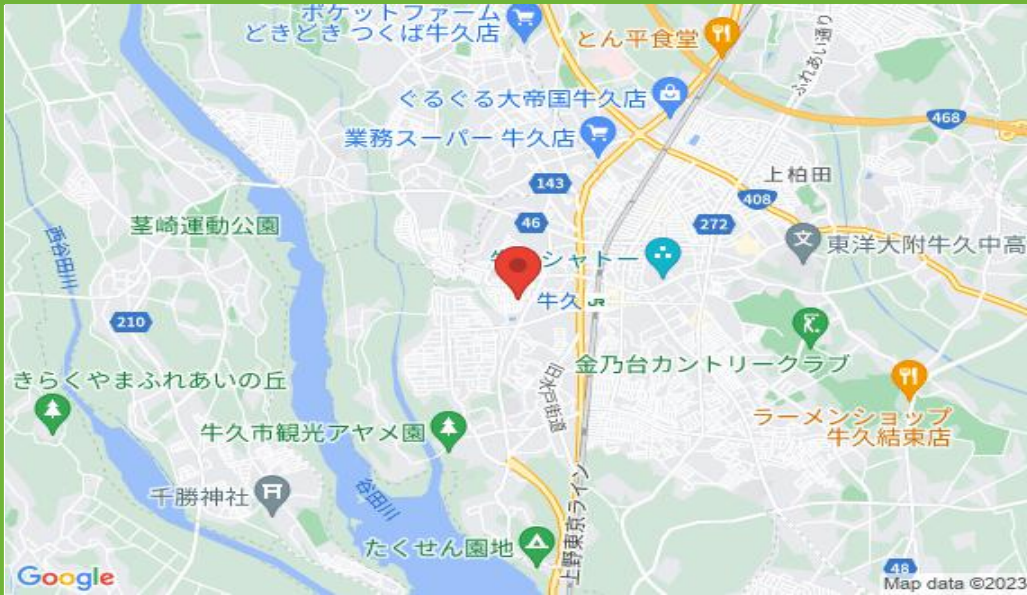 ポケットファーム
どきどき つくば牛久店
とん平食堂
ふれあい通り
ぐるぐる大帝国牛久店
468
業務スーパー 牛久店
上柏田
143
408
茎崎運動公園
46
272
西谷田川
シャトー
東洋大附牛久中高
牛久
JR
210
金乃台カントリークラブ
きらくやまふれあいの丘
旧水戸街道
ラーメンショップ
牛久結束店
牛久市観光アヤメ園
千勝神社
谷田川
たくせん園地
上野東京ライン
48
Google
Map data ©2023